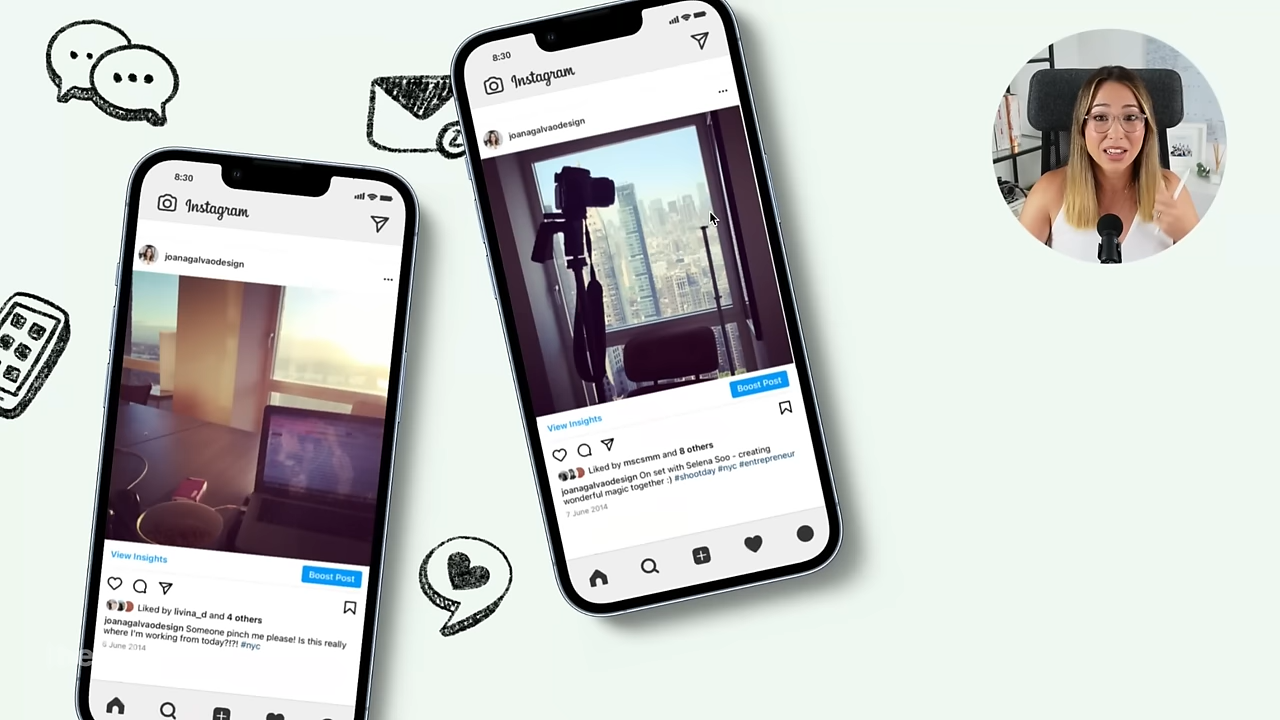 8:30
Instagram
joanagalvaodesign
View Insights
Boost Post
Liked by livina_d and 4 others
joanagalvaodesign Someone pinch me please! Is this really
where I'm working from today?!?! #nyc
6 June 2014
8:30
Instagram
joanagalvaodesign
View Insights
Boost Post
Liked by mscsmm and 8 others
joanagalvaodesign On set with Selena Soo - creating
wonderful magic together :) #shootday #nyc #entrepreneur
7 June 2014